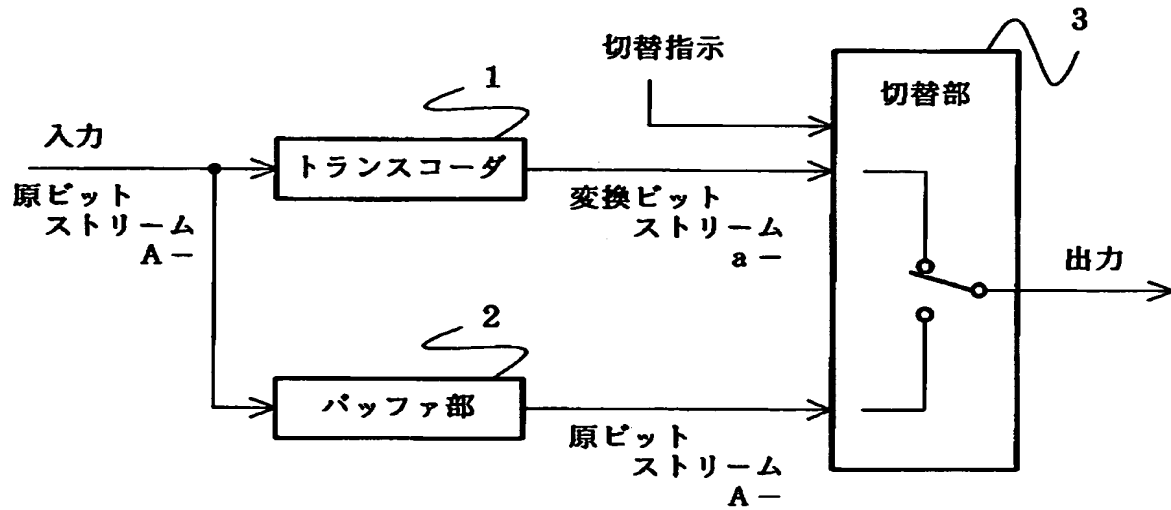 3
切替指示
切替部
1
入力
トランスコーダ
原ビット
ストリーム
A－
変換ビット
ストリーム
a－
出力
2
バッファ部
原ビット
ストリーム
A－